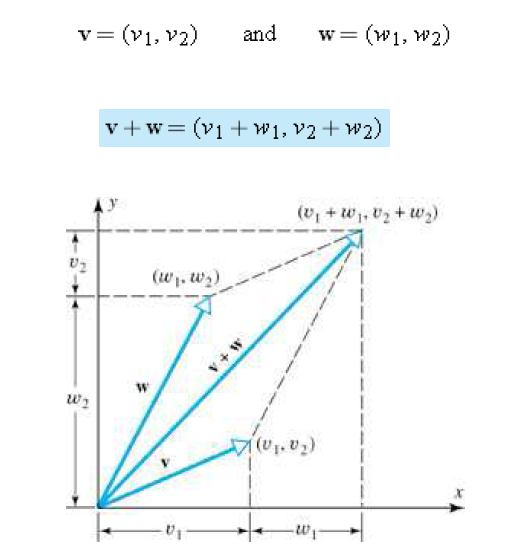 v = (v₁, v₂) and w = (w₁, w₂)
v + w = (v₁ + w₁, v₂ + w₂)
y
(v₁ + w₁, v₂ + w₂)
v₂
(w₁, w₂)
v + w
w
w₂
(v₁, v₂)
v
x
v₁
w₁